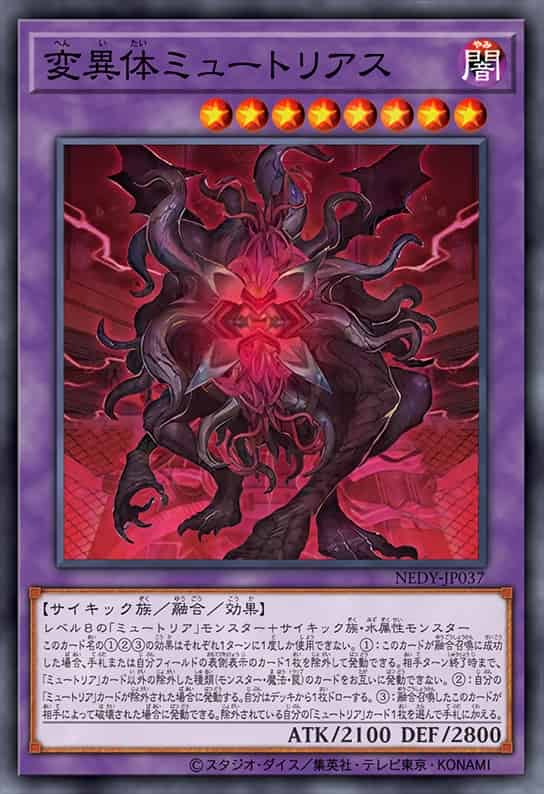 変異体ミュートリアス
闇
NEDY-JP037
【サイキック族/融合/効果】
レベル8の「ミュートリア」モンスター+サイキック族・水属性モンスター
このカード名の①②③の効果はそれぞれ1ターンに1度しか使用できない。①:このカードが融合召喚に成功
した場合、手札または自分フィールドの表側表示のカード1枚を除外して発動できる。相手ターン終了時まで、
「ミュートリア」カード以外の除外した種類(モンスター・魔法・罠)のカードをお互いに発動できない。②:自分の
「ミュートリア」カードが除外された場合に発動する。自分はデッキから1枚ドローする。③:融合召喚したこのカードが
相手によって破壊された場合に発動できる。除外されている自分の「ミュートリア」カード1枚を選んで手札に加える。
ATK/2100 DEF/2800
©スタジオ・ダイス/集英社・テレビ東京・KONAMI